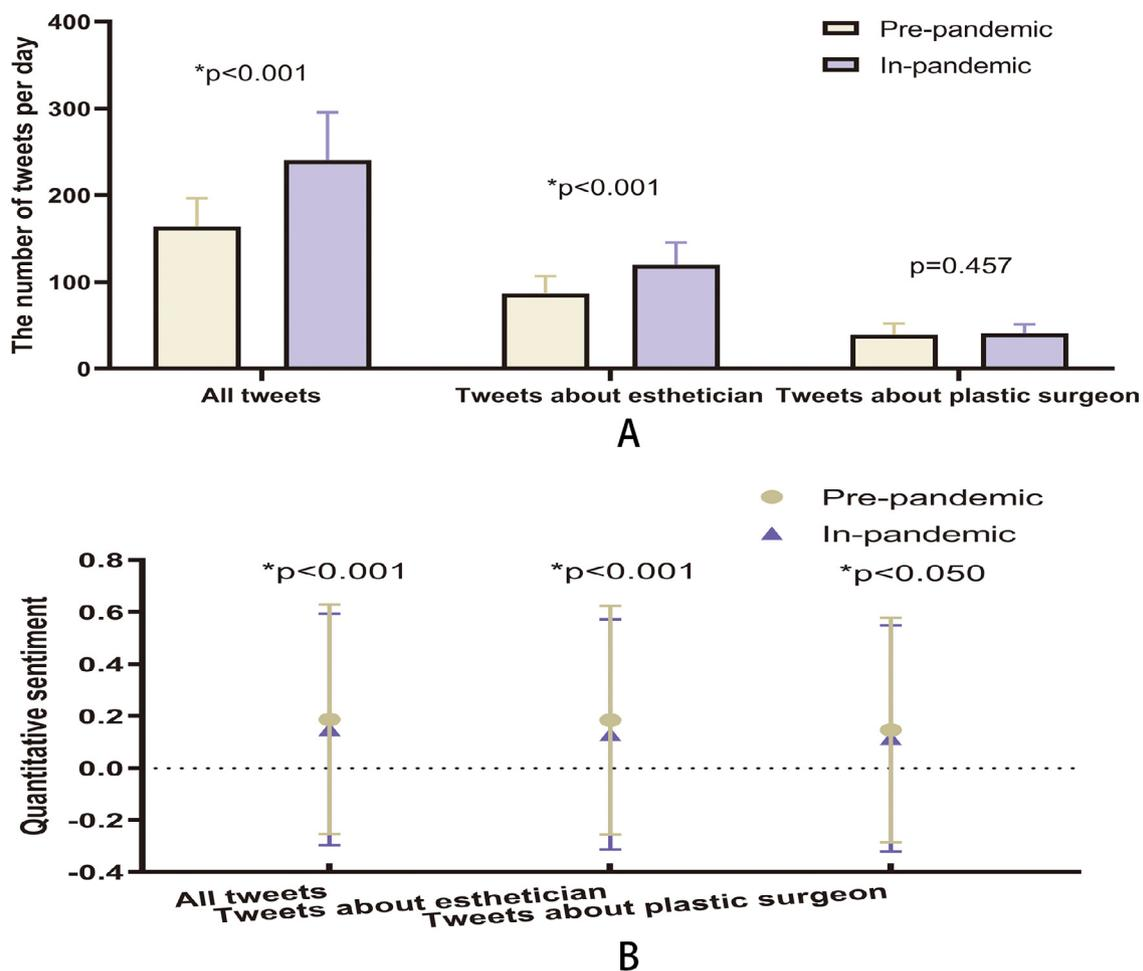 The number of tweets per day
400
300
200
100
0
Pre-pandemic
In-pandemic
*p<0.001
*p<0.001
p=0.457
All tweets
Tweets about esthetician
Tweets about plastic surgeon
A
Pre-pandemic
In-pandemic
Quantitative sentiment
0.8
0.6
0.4
0.2
0.0
-0.2
-0.4
*p<0.001
*p<0.001
*p<0.050
All tweets
Tweets about esthetician
Tweets about plastic surgeon
B